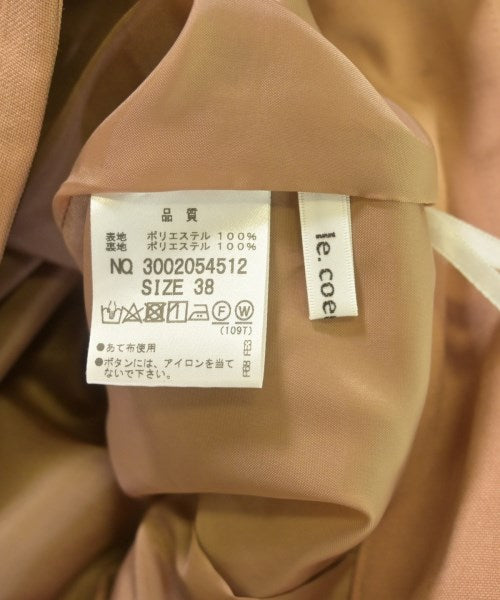 品質
表地 ポリエステル 100%
裏地 ポリエステル 100%
NO 3002054512
SIZE 38
F W
(109T)
●あて布使用
●ボタンには、アイロンを当て
ないで下さい。
le.coe